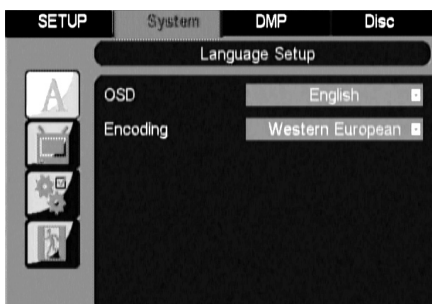 SETUP System DMP Disc
Language Setup
A
OSD English
Encoding Western European